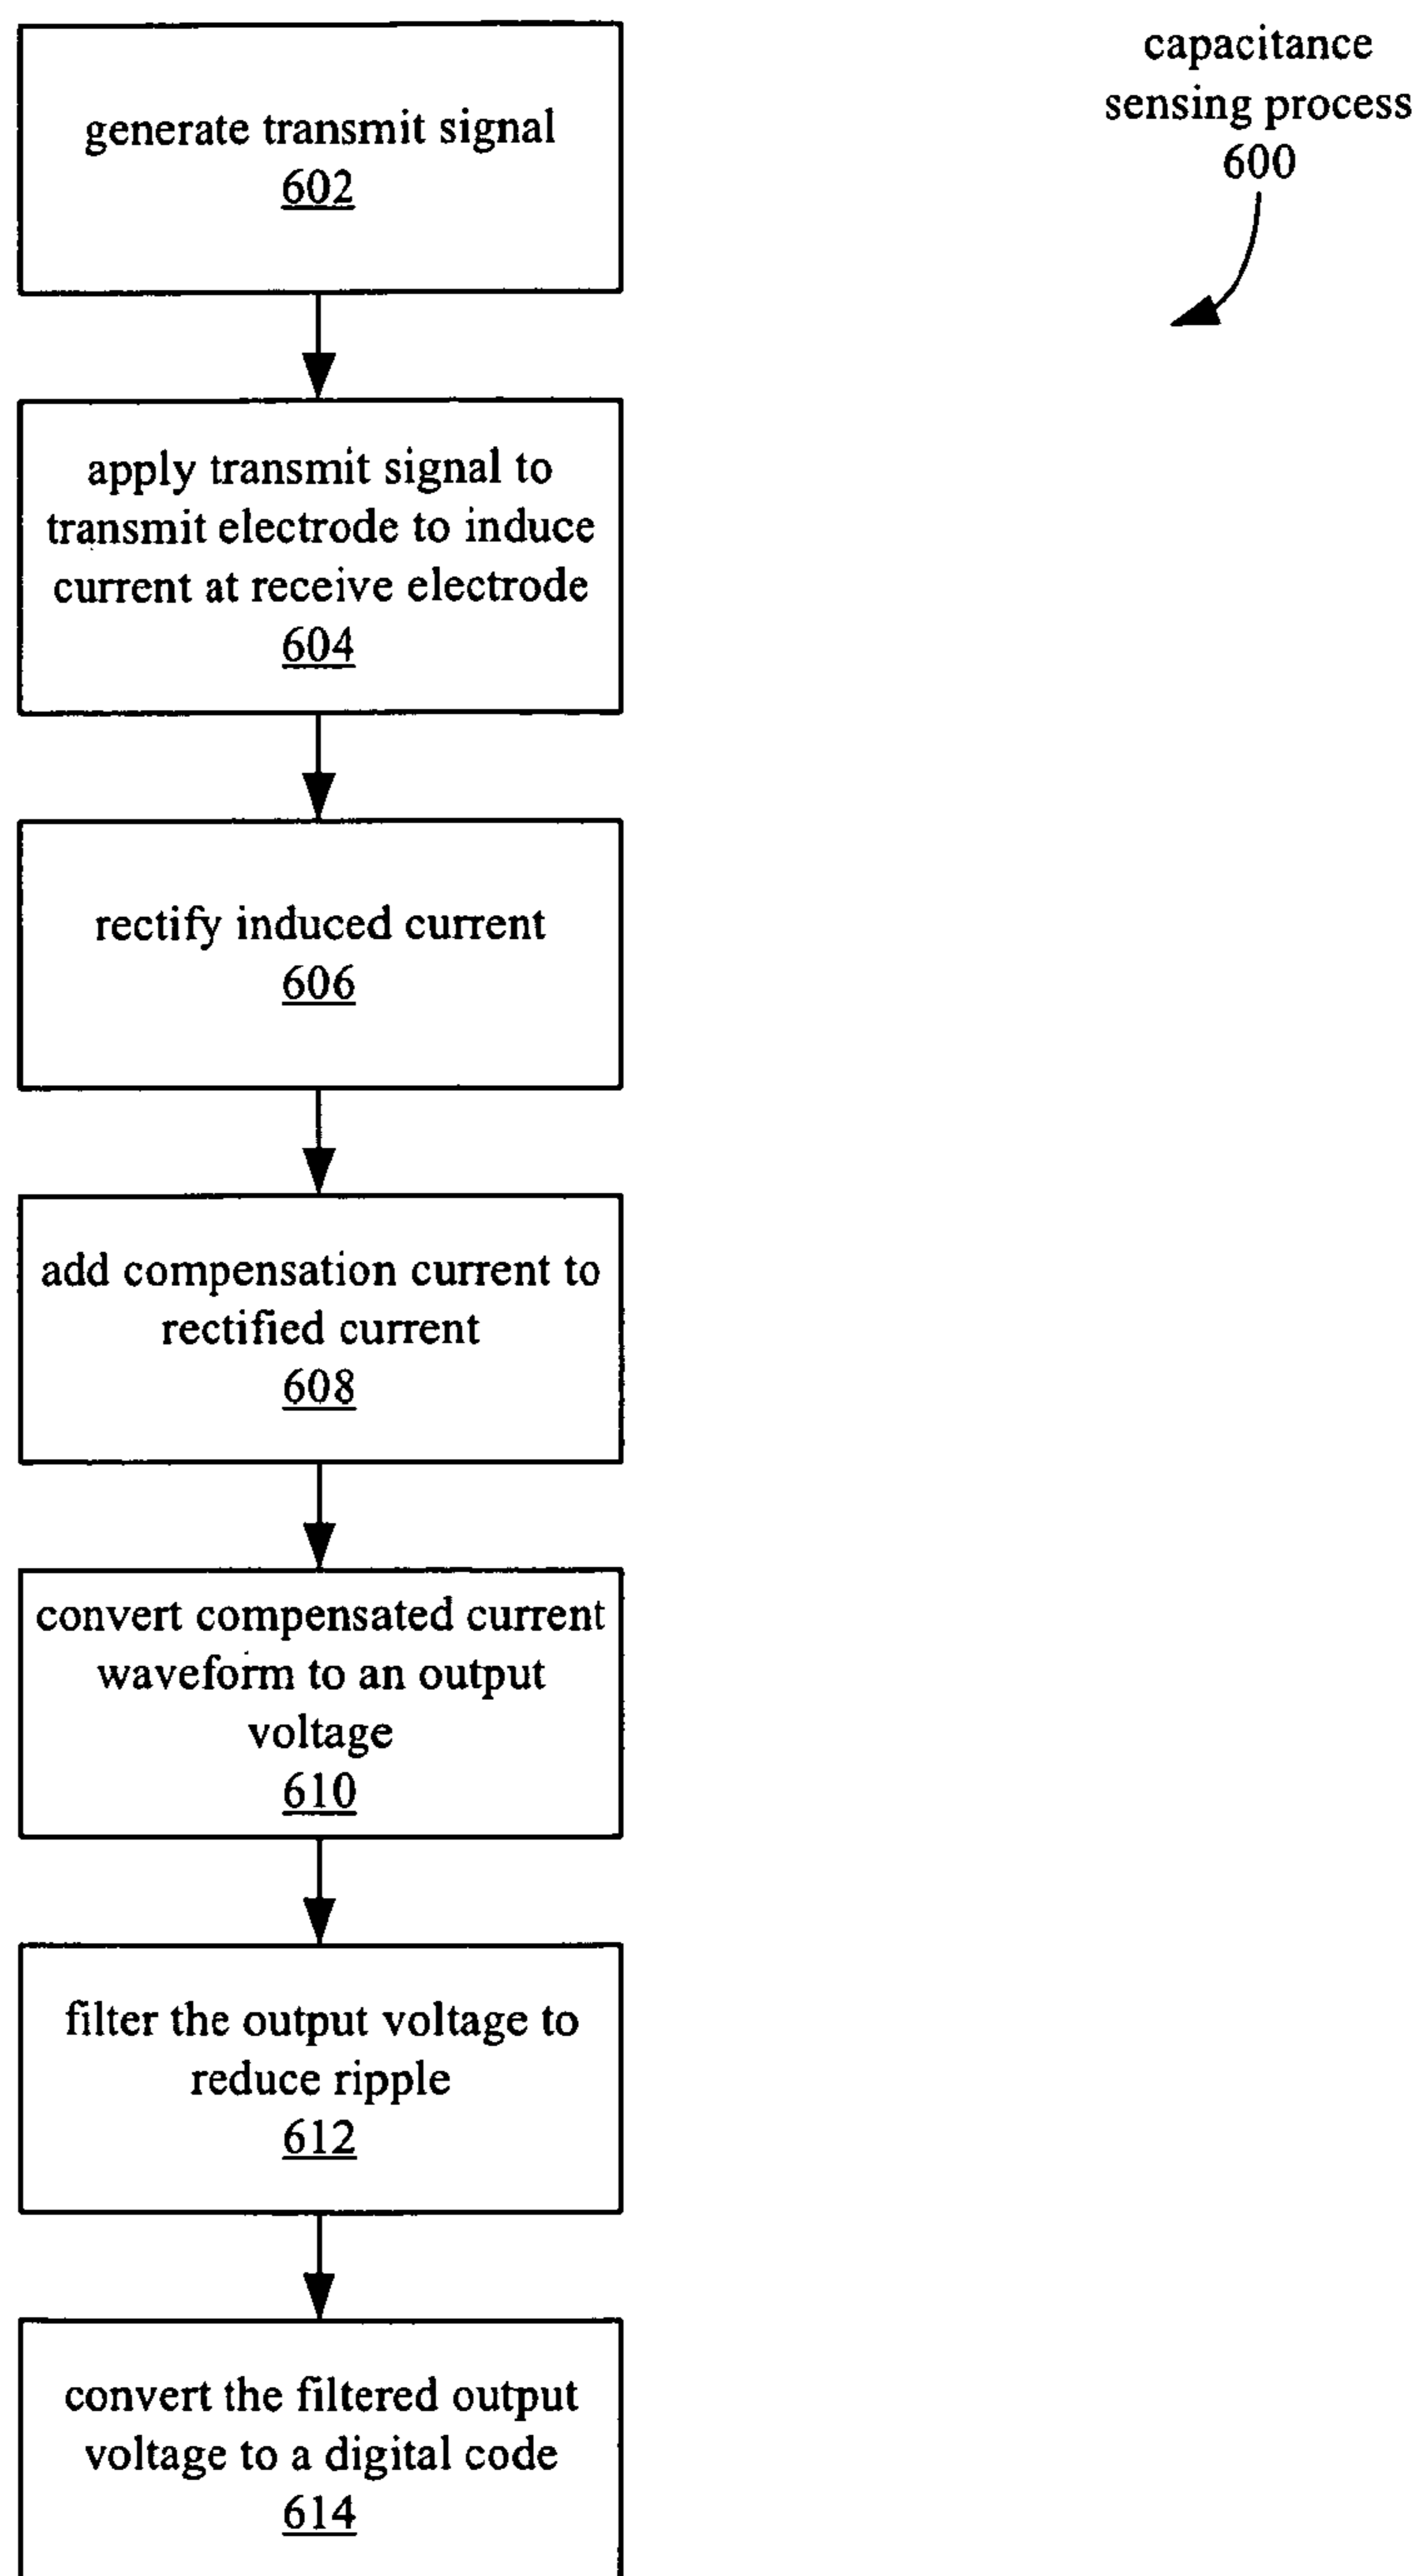 capacitance
sensing process
600
generate transmit signal
602
apply transmit signal to
transmit electrode to induce
current at receive electrode
604
rectify induced current
606
add compensation current to
rectified current
608
convert compensated current
waveform to an output
voltage
610
filter the output voltage to
reduce ripple
612
convert the filtered output
voltage to a digital code
614